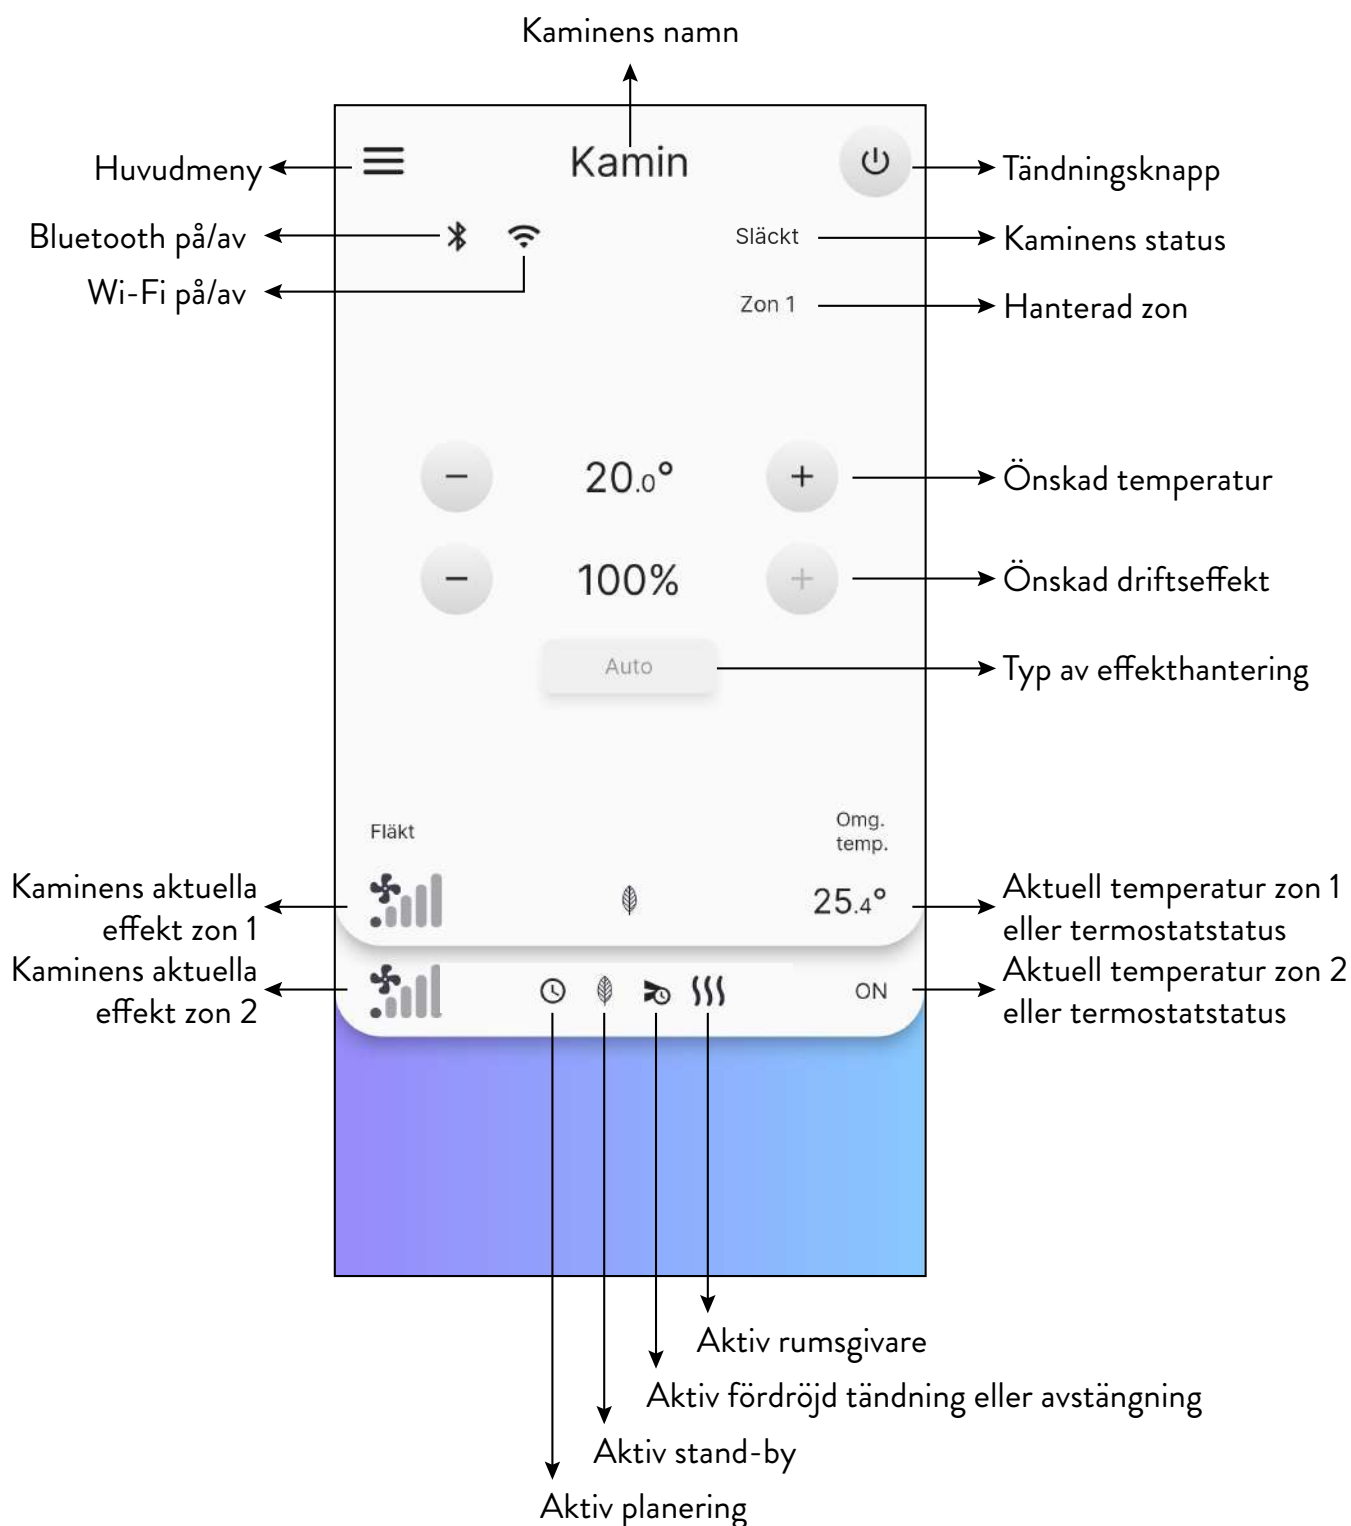 Kaminens namn
Huvudmeny
Kamin
Tändningsknapp
Bluetooth på/av
Släckt
Kaminens status
Wi-Fi på/av
Zon 1
Hanterad zon
− 20.0° +
Önskad temperatur
− 100% +
Önskad driftseffekt
Auto
Typ av effekthantering
Fläkt
Omg.
temp.
Kaminens aktuella
effekt zon 1
25.4°
Aktuell temperatur zon 1
eller termostatstatus
Kaminens aktuella
effekt zon 2
ON
Aktuell temperatur zon 2
eller termostatstatus
Aktiv rumsgivare
Aktiv fördröjd tändning eller avstängning
Aktiv stand-by
Aktiv planering